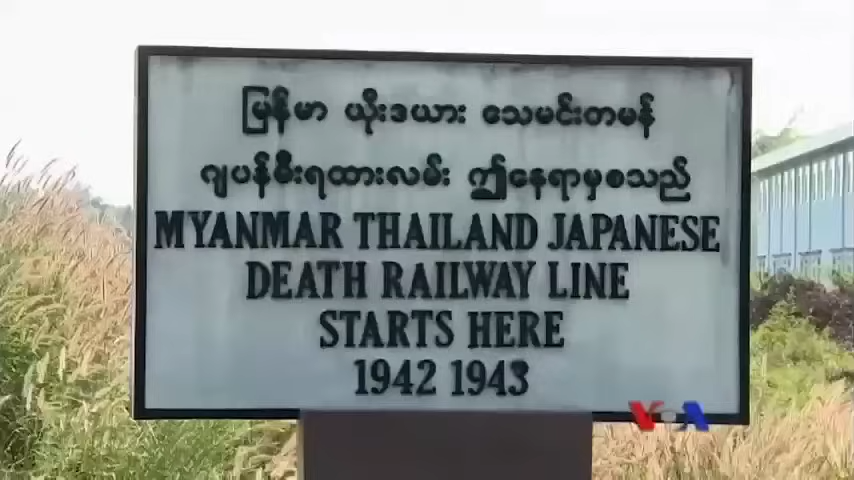 မြန်မာ ယိုးဒယား သေမင်းတမန်
ဂျပန်မီးရထားလမ်း ဤနေရာမှစသည်
MYANMAR THAILAND JAPANESE
DEATH RAILWAY LINE
STARTS HERE
1942 1943
VOA